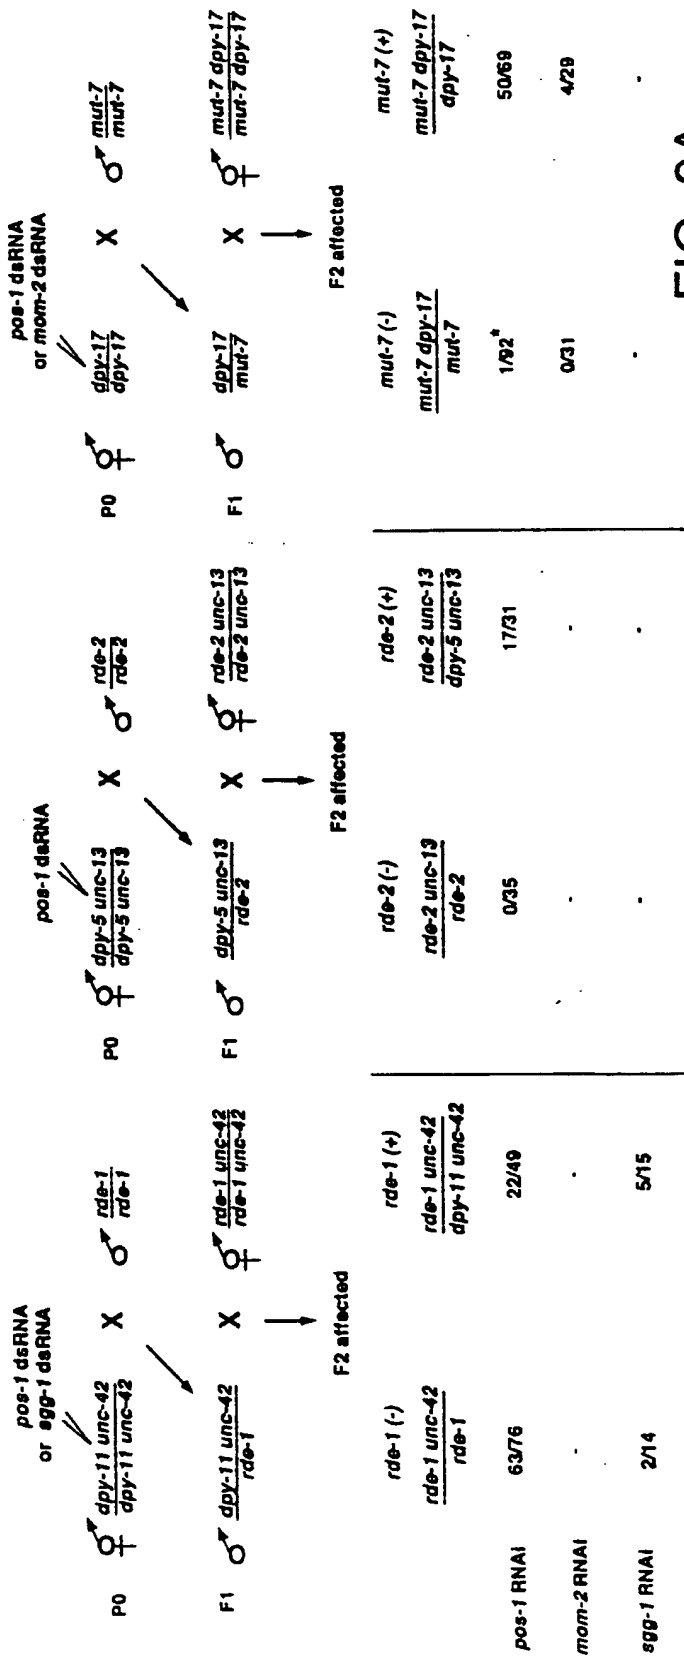 pos-1 dsRNA
or sgg-1 dsRNA
P0 ⚥ dpy-11 unc-42 / dpy-11 unc-42 X ♂ rde-1 / rde-1
F1 ♂ dpy-11 unc-42 / rde-1 X ⚥ rde-1 unc-42 / rde-1 unc-42
F2 affected
rde-1 (-) rde-1 (+)
rde-1 unc-42 / rde-1 rde-1 unc-42 / dpy-11 unc-42
pos-1 RNAi 63/76 22/49
mom-2 RNAi - -
sgg-1 RNAi 2/14 5/15
pos-1 dsRNA
P0 ⚥ dpy-5 unc-13 / dpy-5 unc-13 X ♂ rde-2 / rde-2
F1 ♂ dpy-5 unc-13 / rde-2 X ⚥ rde-2 unc-13 / rde-2 unc-13
F2 affected
rde-2 (-) rde-2 (+)
rde-2 unc-13 / rde-2 rde-2 unc-13 / dpy-5 unc-13
0/35 17/31
- -
- -
pos-1 dsRNA
or mom-2 dsRNA
P0 ⚥ dpy-17 / dpy-17 X ♂ mut-7 / mut-7
F1 ♂ dpy-17 / mut-7 X ⚥ mut-7 dpy-17 / mut-7 dpy-17
F2 affected
mut-7 (-) mut-7 (+)
mut-7 dpy-17 / mut-7 mut-7 dpy-17 / dpy-17
1/92* 50/69
0/31 4/29
- -